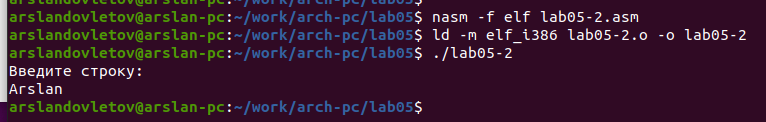 arslandovletov@arslan-pc:~/work/arch-pc/lab05$ nasm -f elf lab05-2.asm
arslandovletov@arslan-pc:~/work/arch-pc/lab05$ ld -m elf_i386 lab05-2.o -o lab05-2
arslandovletov@arslan-pc:~/work/arch-pc/lab05$ ./lab05-2
Введите строку:
Arslan
arslandovletov@arslan-pc:~/work/arch-pc/lab05$